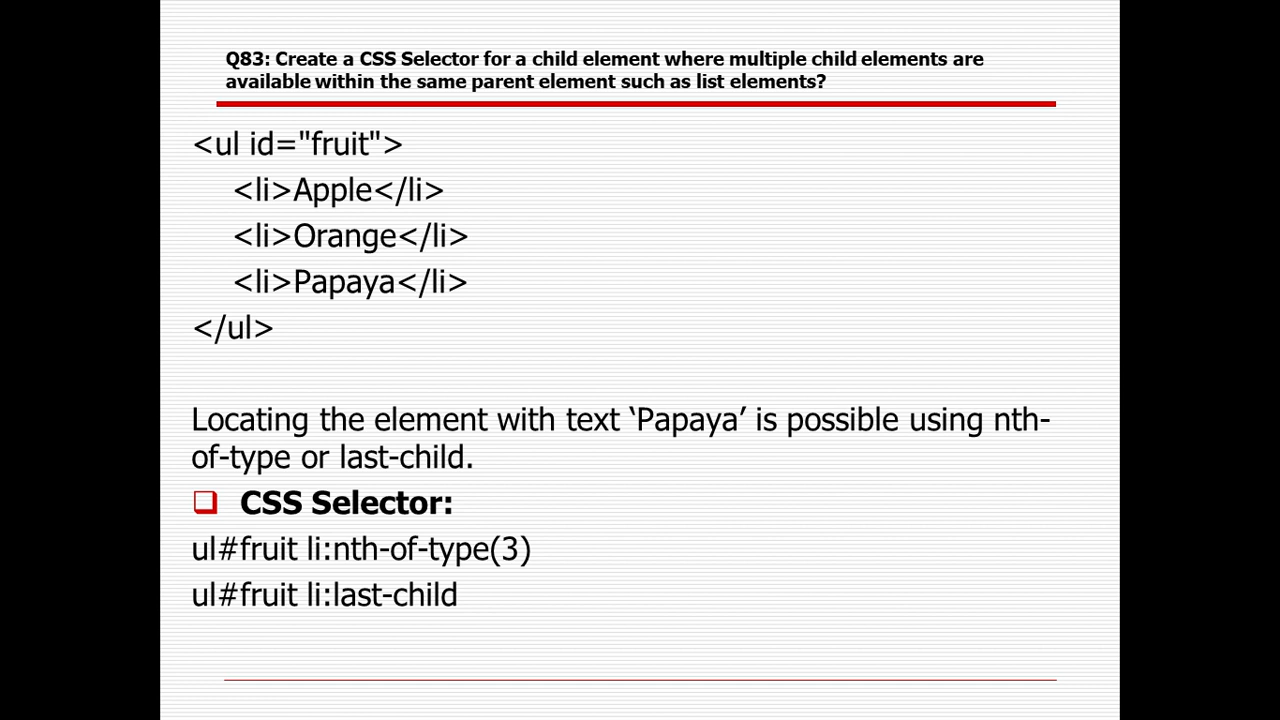 Q83: Create a CSS Selector for a child element where multiple child elements are
available within the same parent element such as list elements?
<ul id="fruit">
<li>Apple</li>
<li>Orange</li>
<li>Papaya</li>
</ul>
Locating the element with text ‘Papaya’ is possible using nth-
of-type or last-child.
CSS Selector:
ul#fruit li:nth-of-type(3)
ul#fruit li:last-child